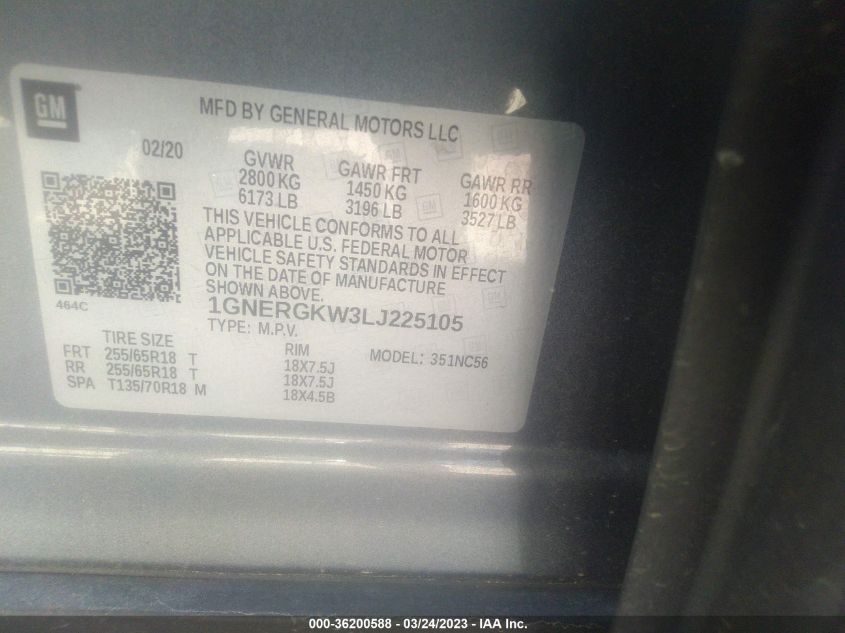 GM
MFD BY GENERAL MOTORS LLC
02/20
GVWR
2800 KG
6173 LB
GAWR FRT
1450 KG
3196 LB
GAWR RR
1600 KG
3527 LB
THIS VEHICLE CONFORMS TO ALL
APPLICABLE U.S. FEDERAL MOTOR
VEHICLE SAFETY STANDARDS IN EFFECT
ON THE DATE OF MANUFACTURE
SHOWN ABOVE.
464C
1GNERGKW3LJ225105
TYPE: M.P.V.
MODEL: 351NC56
TIRE SIZE
FRT 255/65R18 T
RR 255/65R18 T
SPA T135/70R18 M
RIM
18X7.5J
18X7.5J
18X4.5B
000-36200588 - 03/24/2023 - IAA Inc.